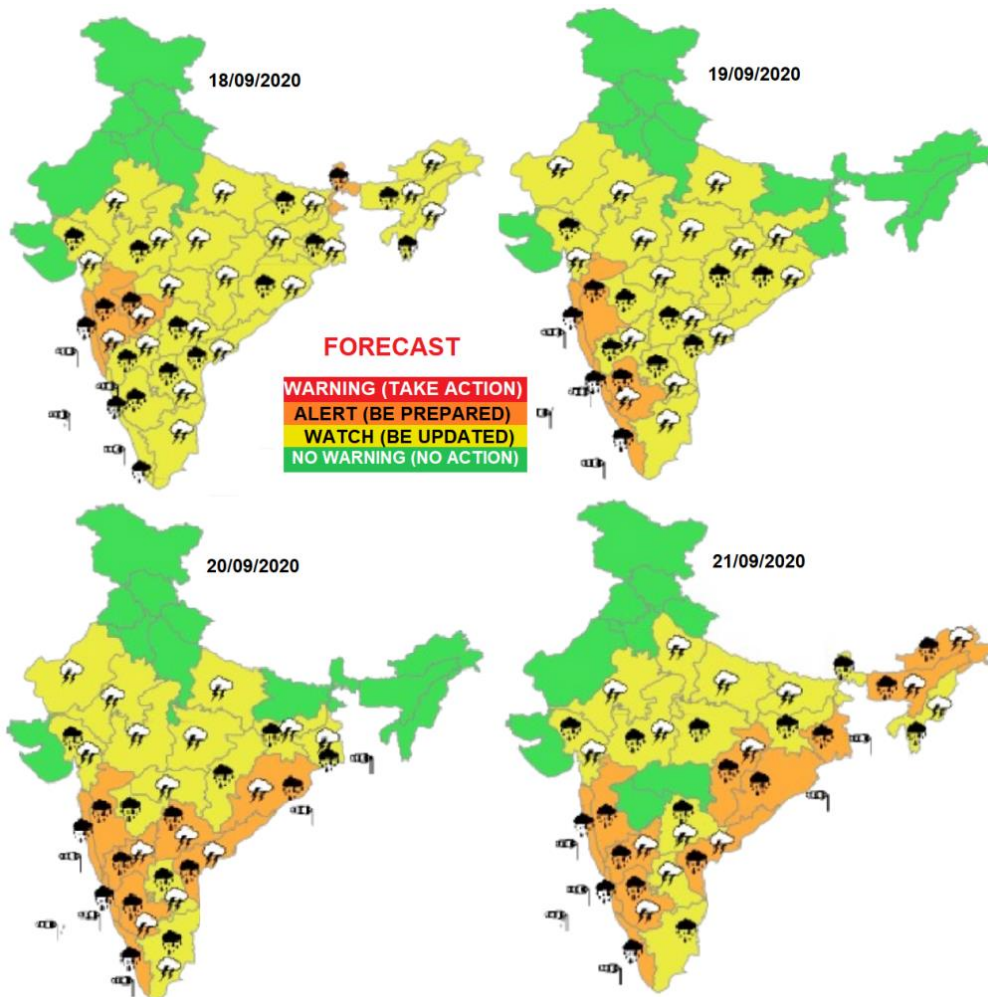 18/09/2020
19/09/2020
FORECAST
WARNING (TAKE ACTION)
ALERT (BE PREPARED)
WATCH (BE UPDATED)
NO WARNING (NO ACTION)
20/09/2020
21/09/2020